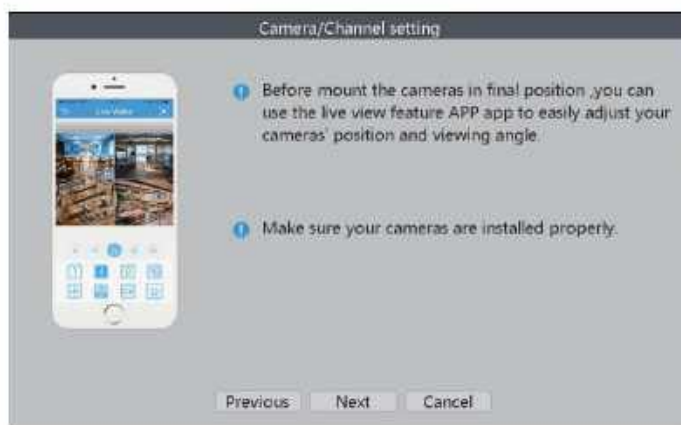 Camera/Channel setting
Before mount the cameras in final position ,you can
use the live view feature APP app to easily adjust your
cameras' position and viewing angle.
Make sure your cameras are installed properly.
Previous Next Cancel